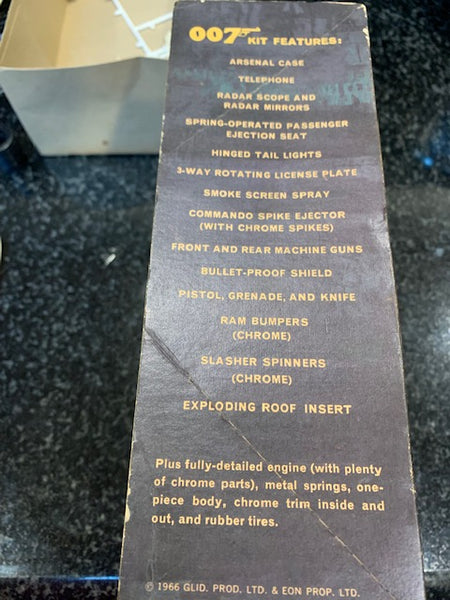 007 KIT FEATURES:
ARSENAL CASE
TELEPHONE
RADAR SCOPE AND
RADAR MIRRORS
SPRING-OPERATED PASSENGER
EJECTION SEAT
HINGED TAIL LIGHTS
3-WAY ROTATING LICENSE PLATE
SMOKE SCREEN SPRAY
COMMANDO SPIKE EJECTOR
(WITH CHROME SPIKES)
FRONT AND REAR MACHINE GUNS
BULLET-PROOF SHIELD
PISTOL, GRENADE, AND KNIFE
RAM BUMPERS
(CHROME)
SLASHER SPINNERS
(CHROME)
EXPLODING ROOF INSERT
Plus fully-detailed engine (with plenty
of chrome parts), metal springs, one-
piece body, chrome trim inside and
out, and rubber tires.
© 1966 GLID. PROD. LTD. & EON PROP. LTD.